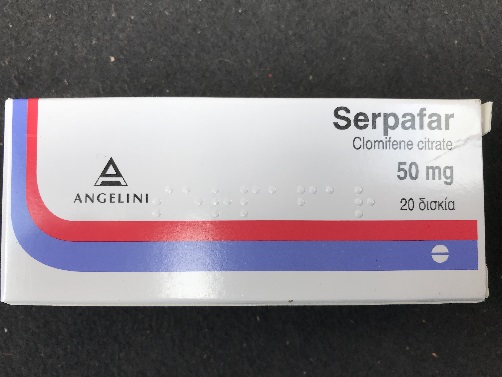 Serpafar
Clomifene citrate
50 mg
ANGELINI
20 δισκία